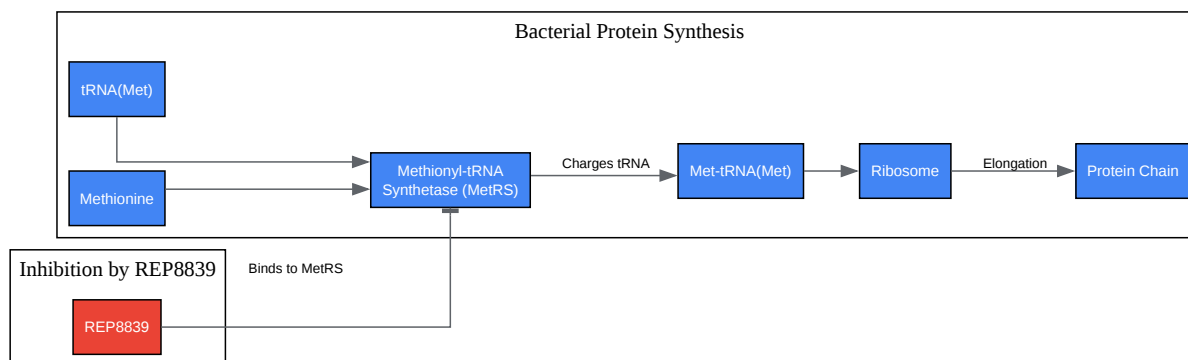 Bacterial Protein Synthesis
tRNA(Met)
Methionine
Methionyl-tRNA
Synthetase (MetRS)
Charges tRNA
Met-tRNA(Met)
Ribosome
Elongation
Protein Chain
Inhibition by REP8839
Binds to MetRS
REP8839